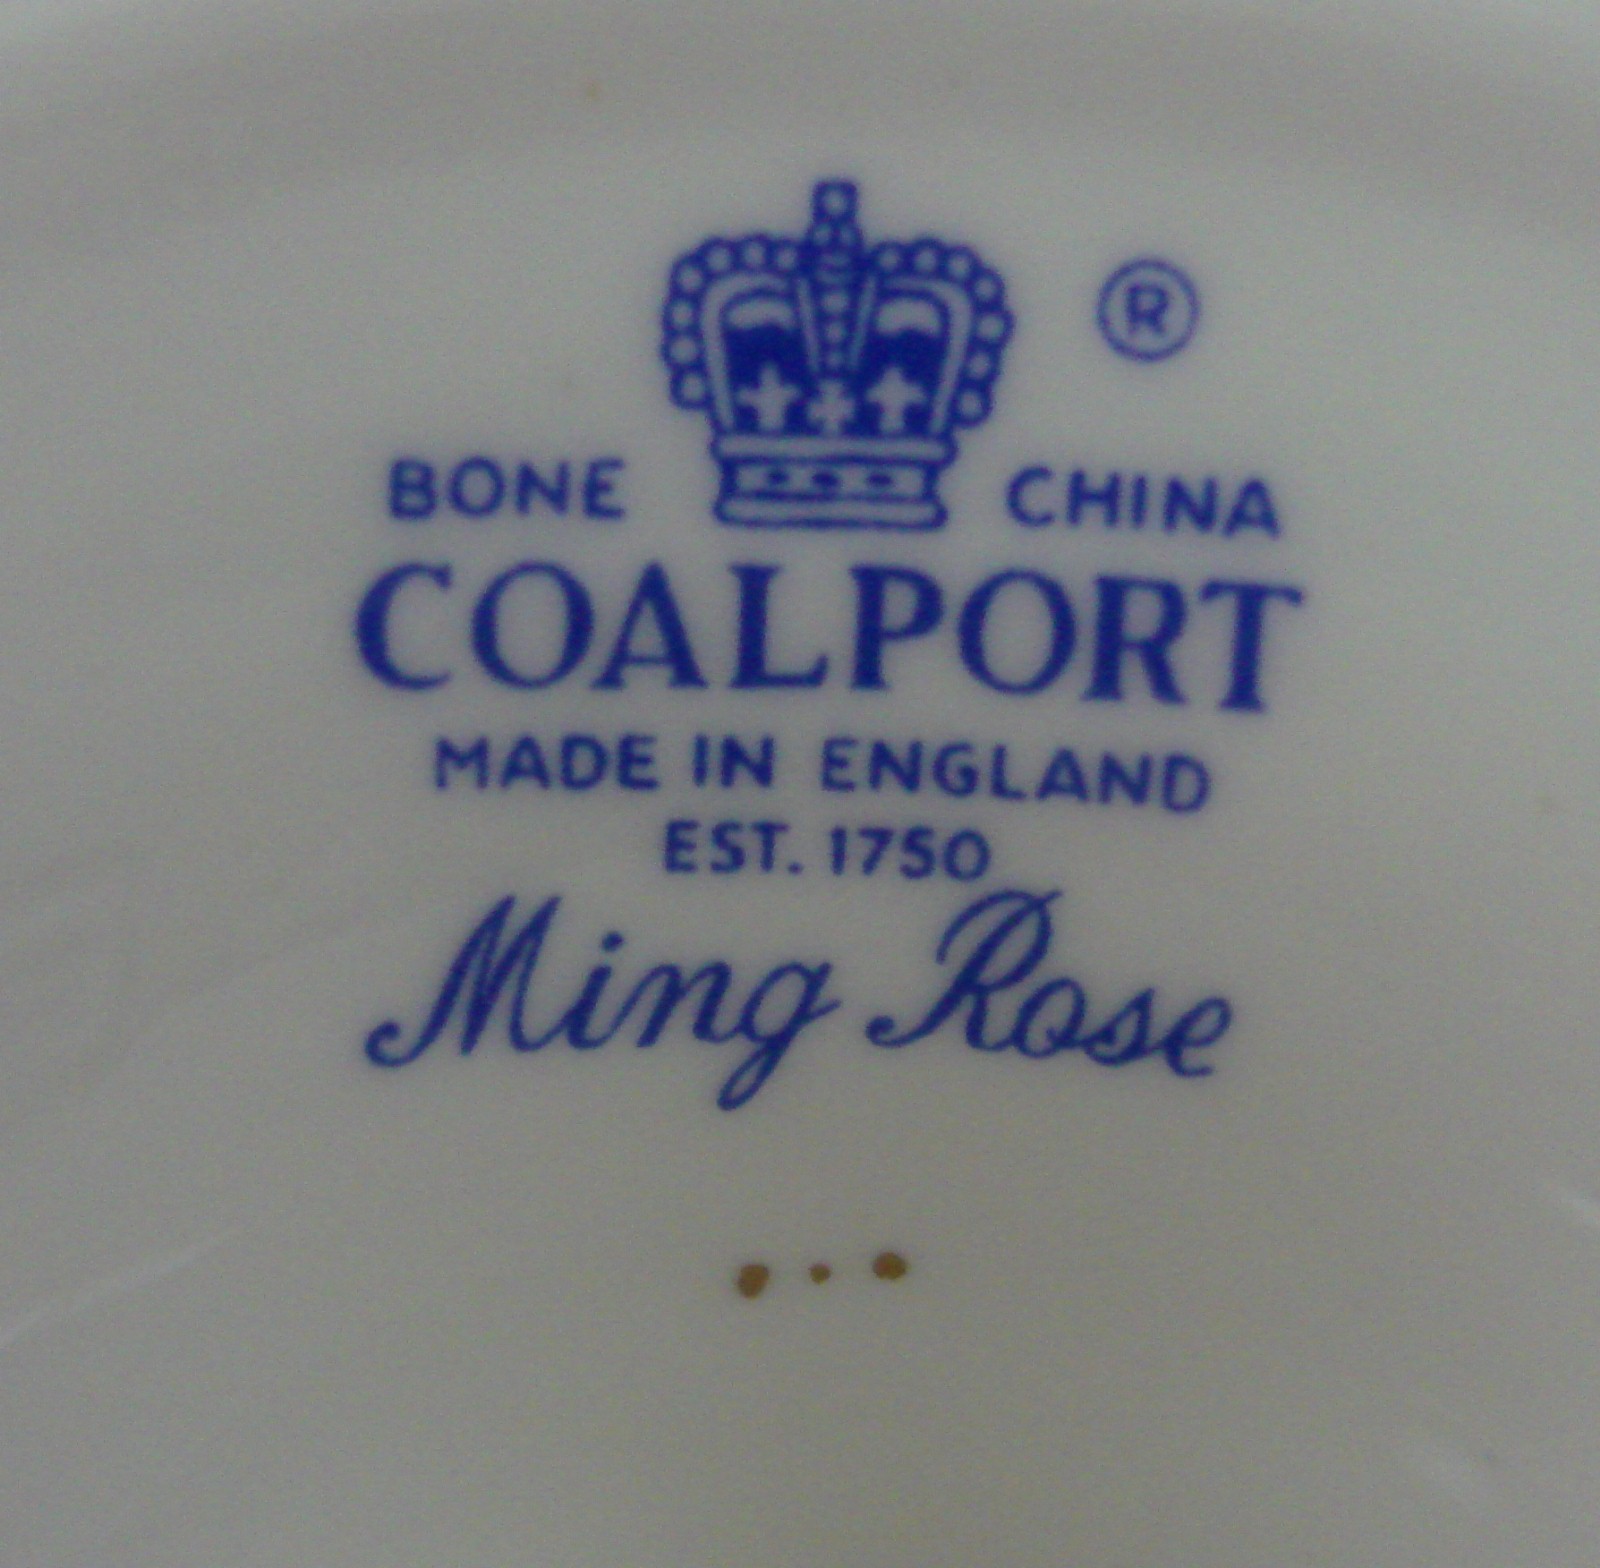 ®
BONE CHINA
COALPORT
MADE IN ENGLAND
EST. 1750
Ming Rose